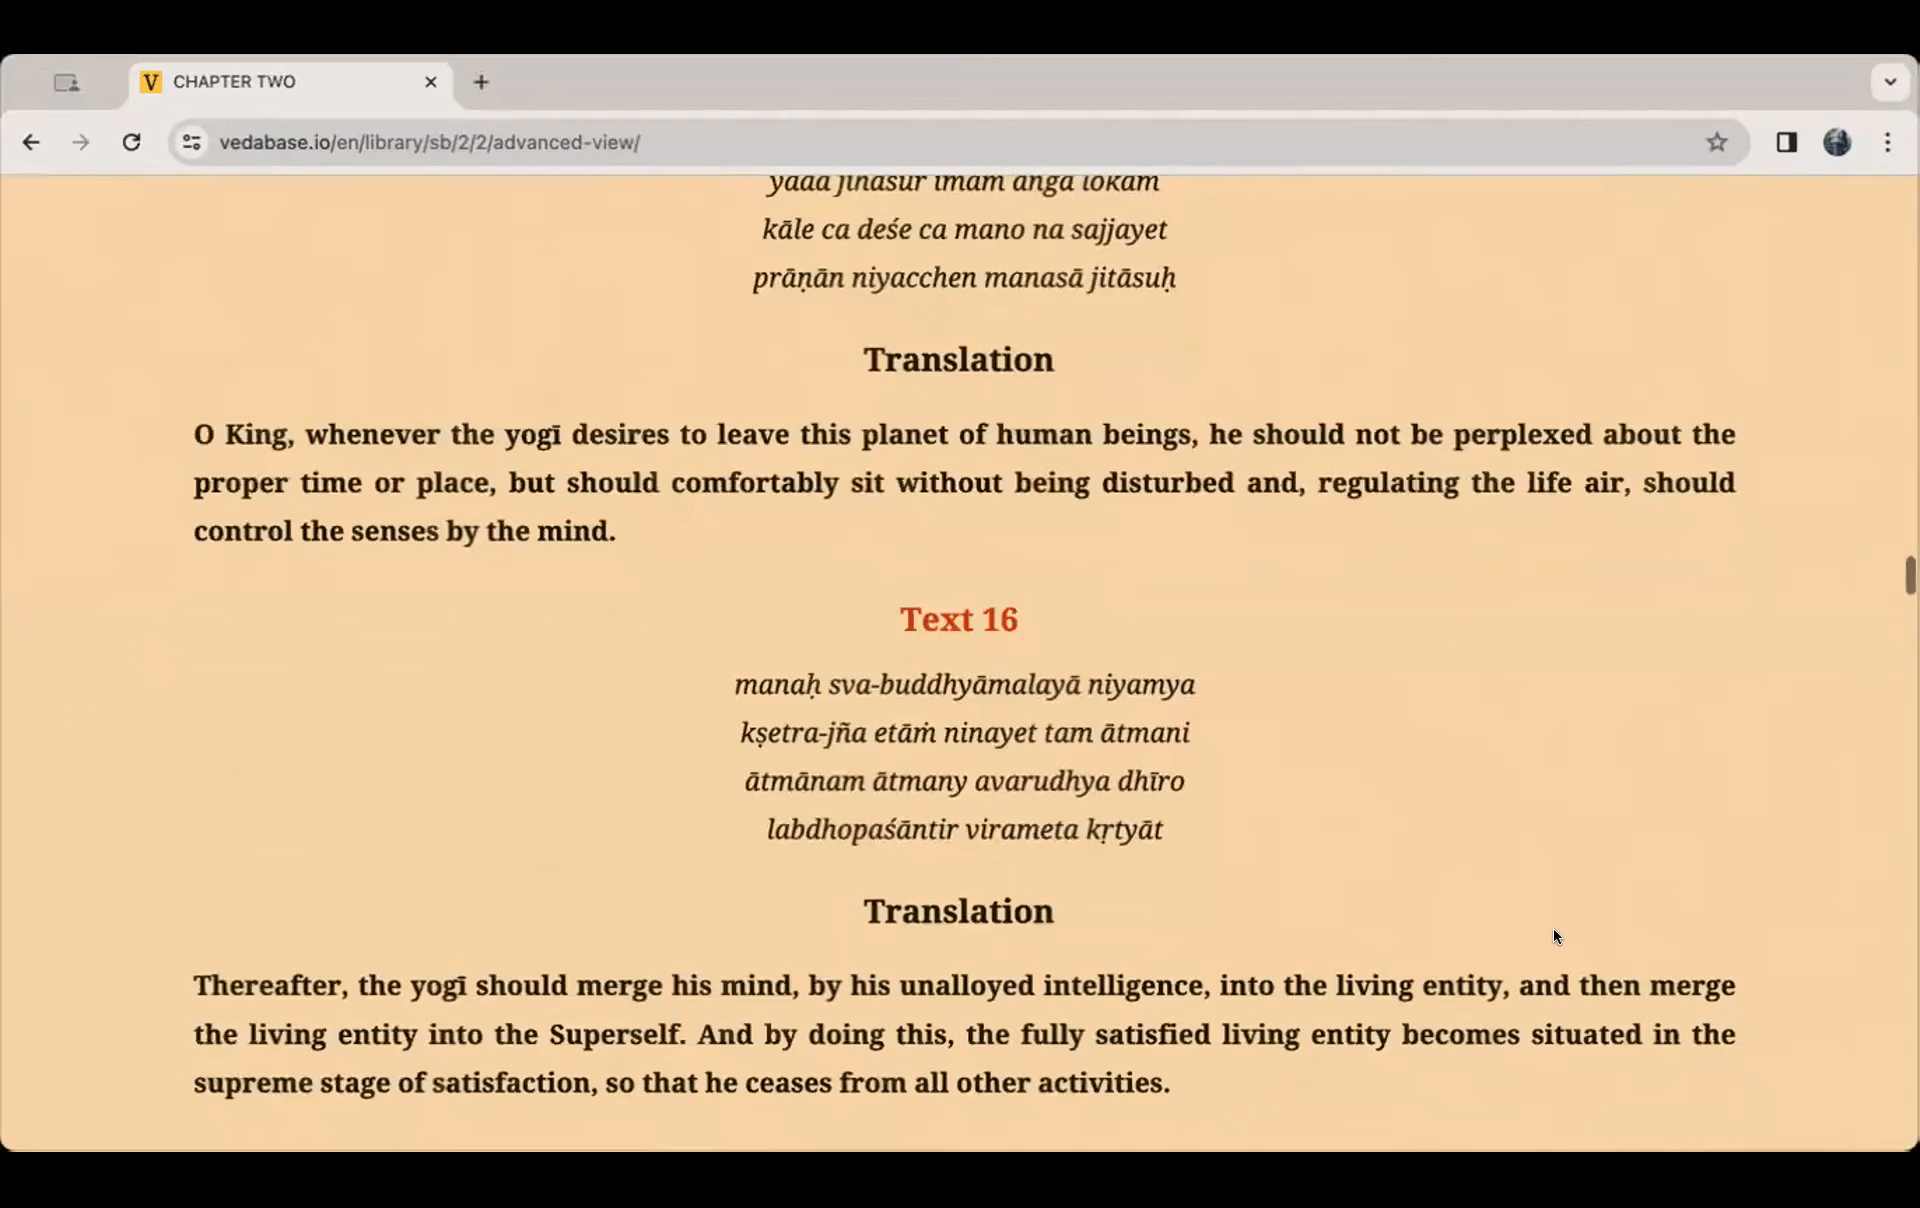 CHAPTER TWO
vedabase.io/en/library/sb/2/2/advanced-view/
yadā jihāsur imam aṅga lokam
kāle ca deśe ca mano na sajjayet
prāṇān niyacchen manasā jitāsuḥ
Translation
O King, whenever the yogī desires to leave this planet of human beings, he should not be perplexed about the
proper time or place, but should comfortably sit without being disturbed and, regulating the life air, should
control the senses by the mind.
Text 16
manaḥ sva-buddhyāmalayā niyamya
kṣetra-jña etāṁ ninayet tam ātmani
ātmānam ātmany avarudhya dhīro
labdhopaśāntir virameta kṛtyāt
Translation
Thereafter, the yogī should merge his mind, by his unalloyed intelligence, into the living entity, and then merge
the living entity into the Superself. And by doing this, the fully satisfied living entity becomes situated in the
supreme stage of satisfaction, so that he ceases from all other activities.